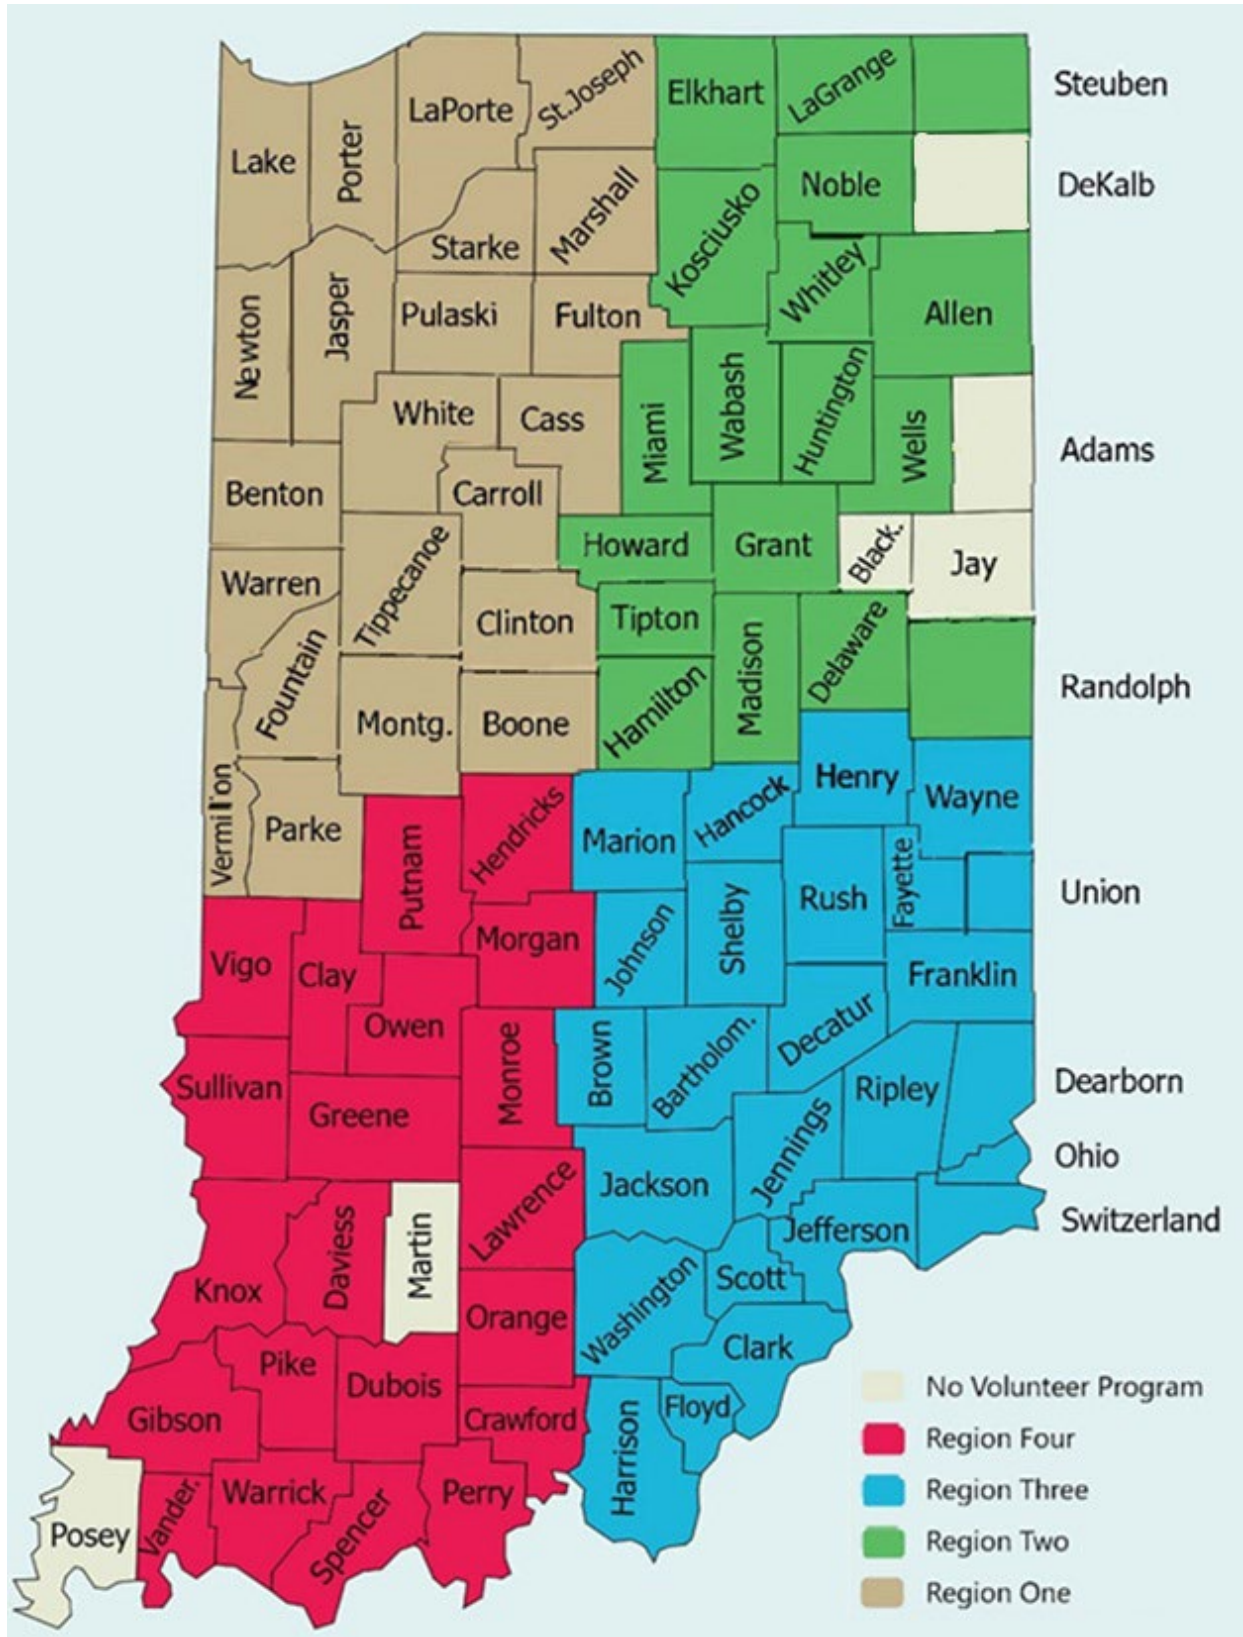 St.Joseph
Elkhart
LaGrange
Steuben
LaPorte
Lake
Porter
Noble
DeKalb
Marshall
Starke
Kosciusko
Whitley
Newton
Jasper
Pulaski
Fulton
Allen
White
Cass
Miami
Wabash
Huntington
Wells
Adams
Benton
Carroll
Howard
Grant
Black.
Jay
Warren
Tippecanoe
Clinton
Tipton
Fountain
Montg.
Boone
Hamilton
Madison
Delaware
Randolph
Vermillion
Parke
Putnam
Hendricks
Marion
Hancock
Henry
Wayne
Rush
Fayette
Union
Vigo
Clay
Morgan
Johnson
Shelby
Franklin
Owen
Monroe
Brown
Bartholom.
Decatur
Sullivan
Greene
Ripley
Dearborn
Jennings
Ohio
Lawrence
Jackson
Jefferson
Switzerland
Knox
Daviess
Martin
Orange
Washington
Scott
Clark
Pike
Dubois
Gibson
Crawford
Harrison
Floyd
Posey
Vander.
Warrick
Spencer
Perry
No Volunteer Program
Region Four
Region Three
Region Two
Region One